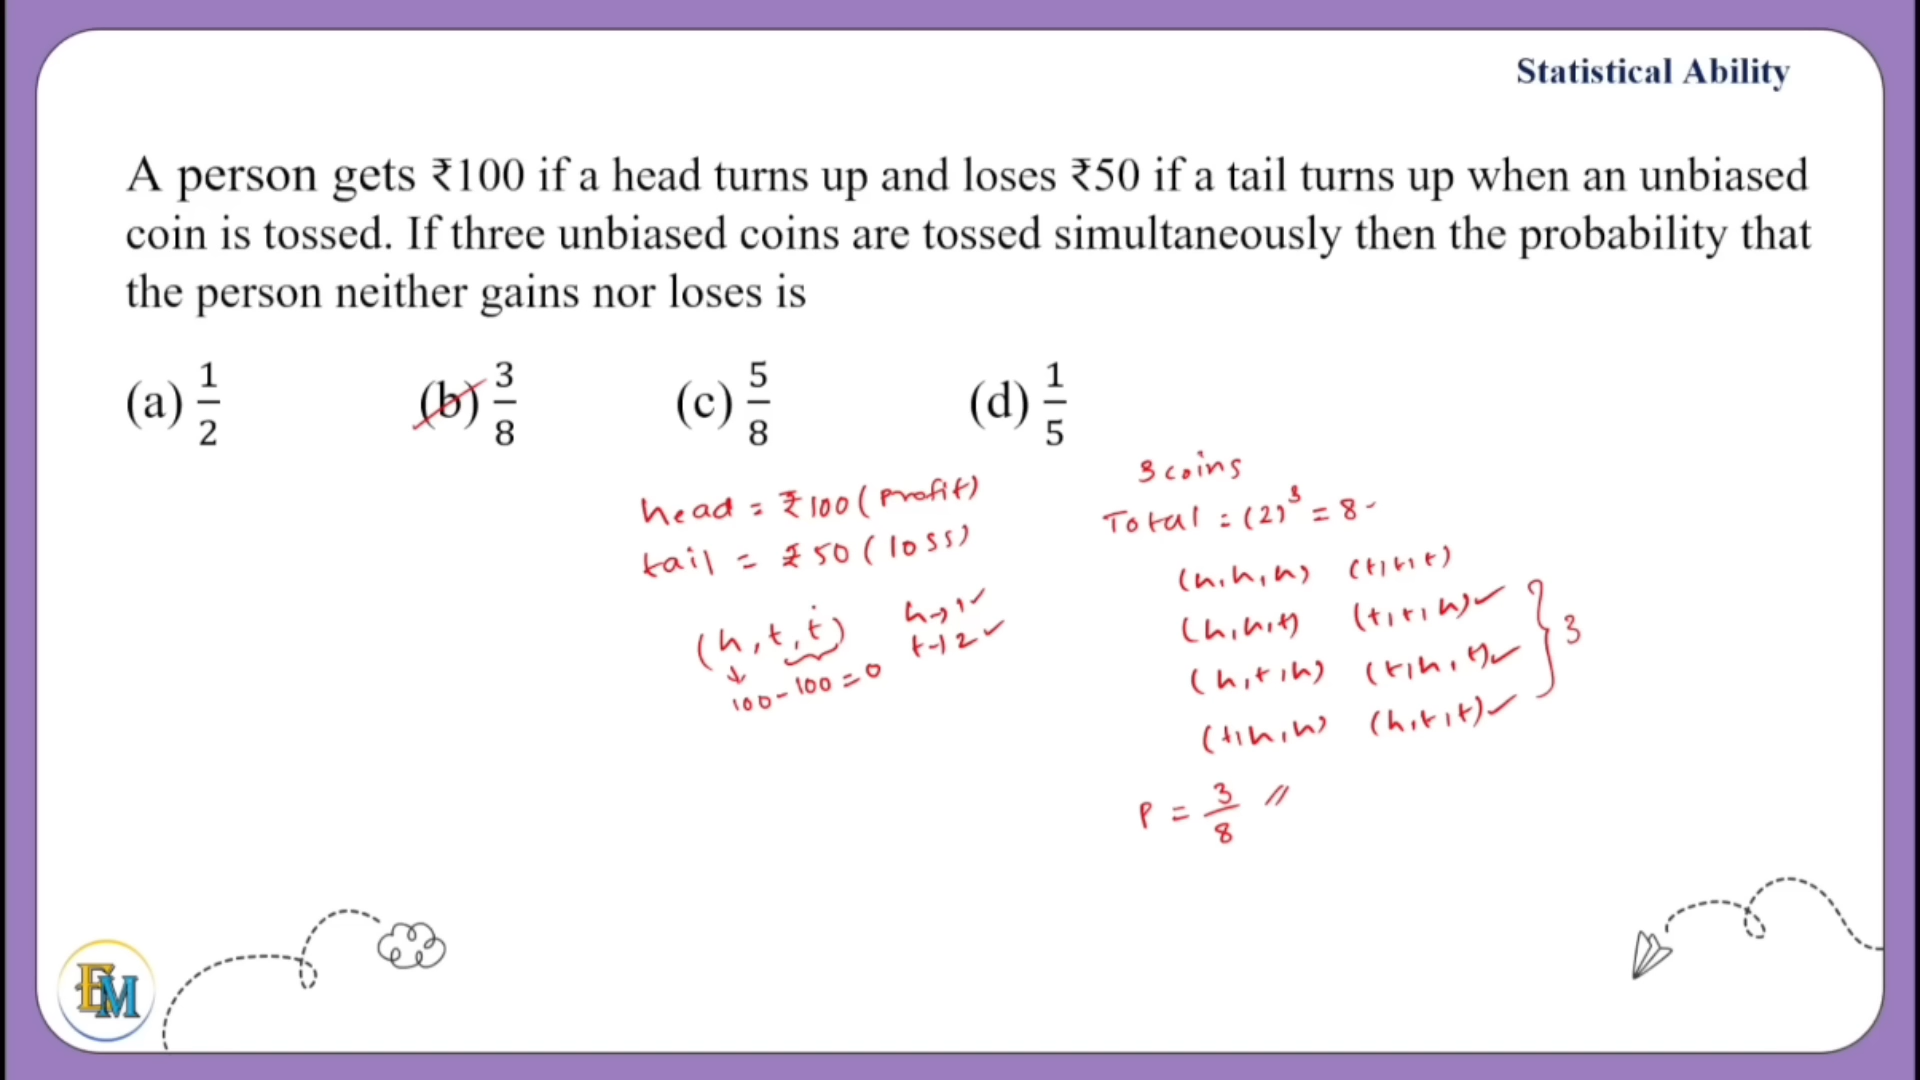 Statistical Ability
A person gets ₹100 if a head turns up and loses ₹50 if a tail turns up when an unbiased
coin is tossed. If three unbiased coins are tossed simultaneously then the probability that
the person neither gains nor loses is
(a) 1/2 (b) 3/8 (c) 5/8 (d) 1/5
head = ₹100 (profit)
tail = ₹50 (loss)
(h, t, t) h→1✓
t→2✓
100-100=0
3 coins
Total = (2)³ = 8
(h,h,h) (t,t,t)
(h,h,t) (t,t,h)✓
(h,t,h) (t,h,t)✓
(t,h,h) (h,t,t)✓
} 3
P = 3/8 //
EM